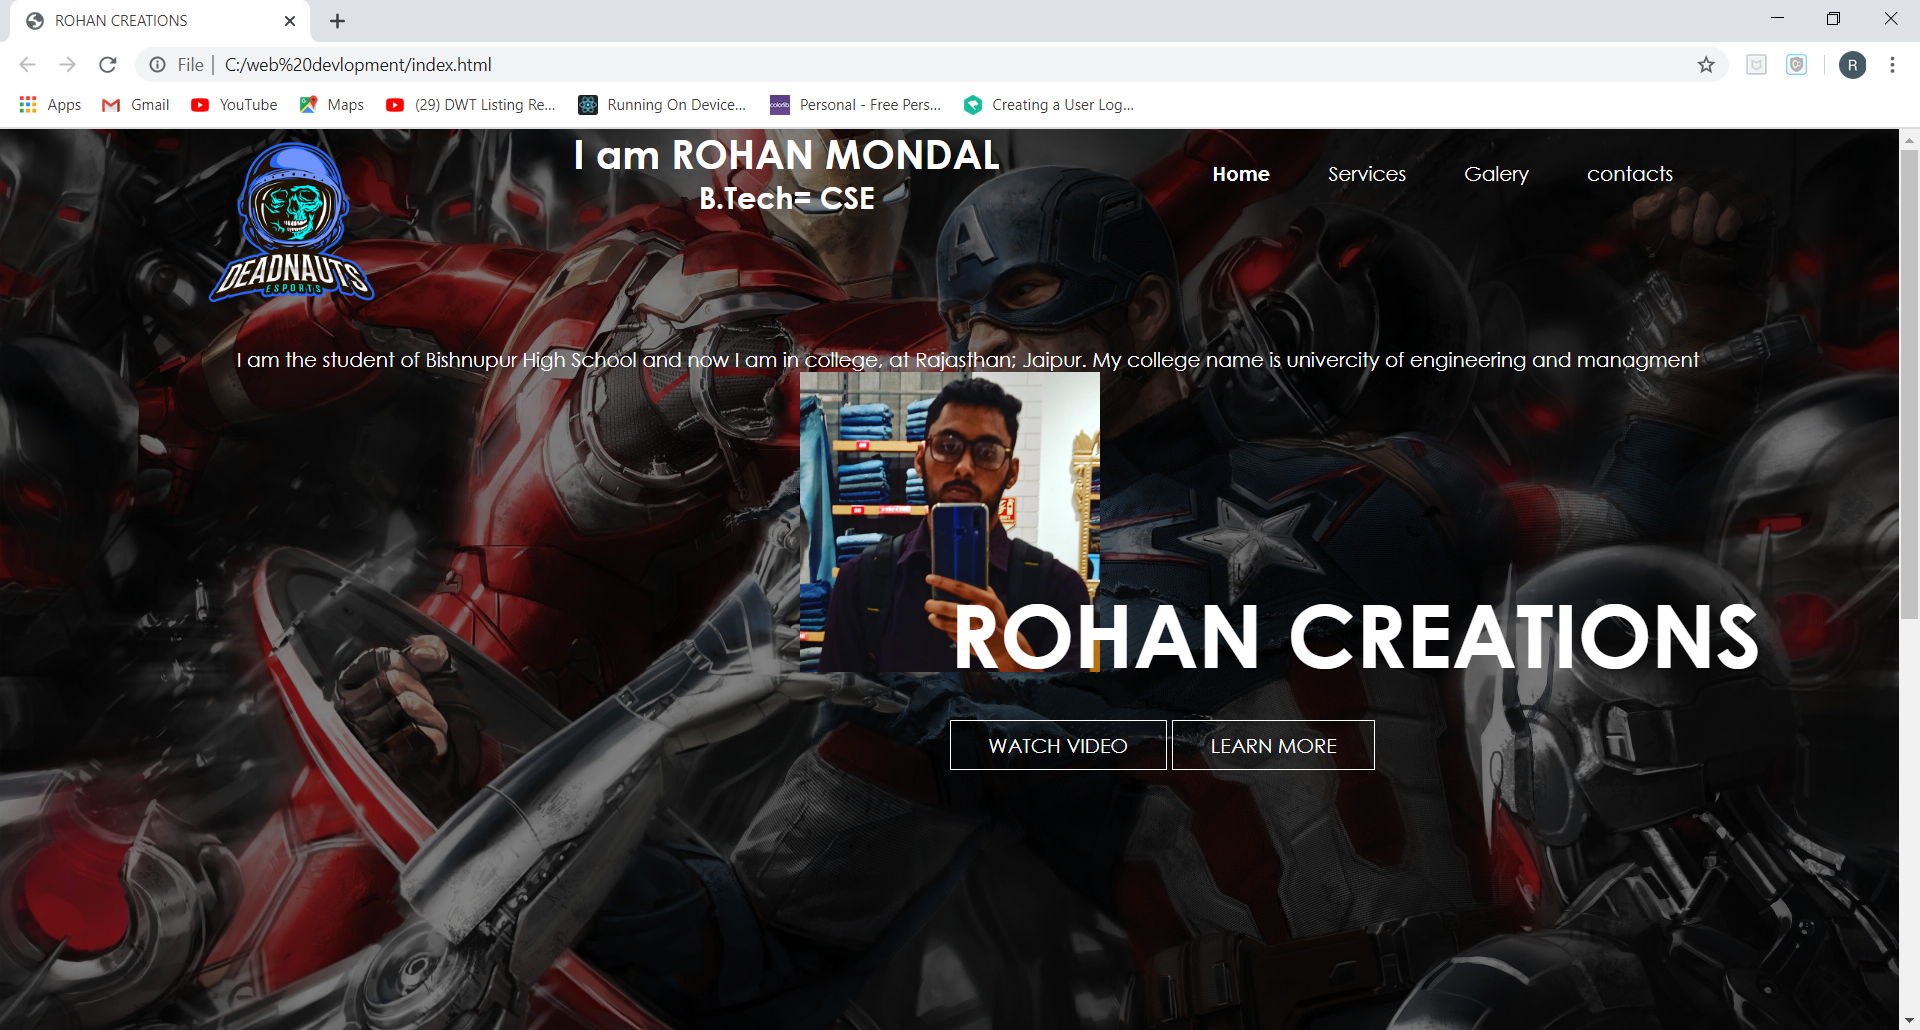 ROHAN CREATIONS
File | C:/web%20devlopment/index.html
R
Apps Gmail YouTube Maps (29) DWT Listing Re... Running On Device... colorlib Personal - Free Pers... Creating a User Log...
I am ROHAN MONDAL
B.Tech= CSE
Home Services Galery contacts
A
DEADNAUTS
ESPORTS
I am the student of Bishnupur High School and now I am in college, at Rajasthan; Jaipur. My college name is univercity of engineering and managment
ROHAN CREATIONS
WATCH VIDEO LEARN MORE